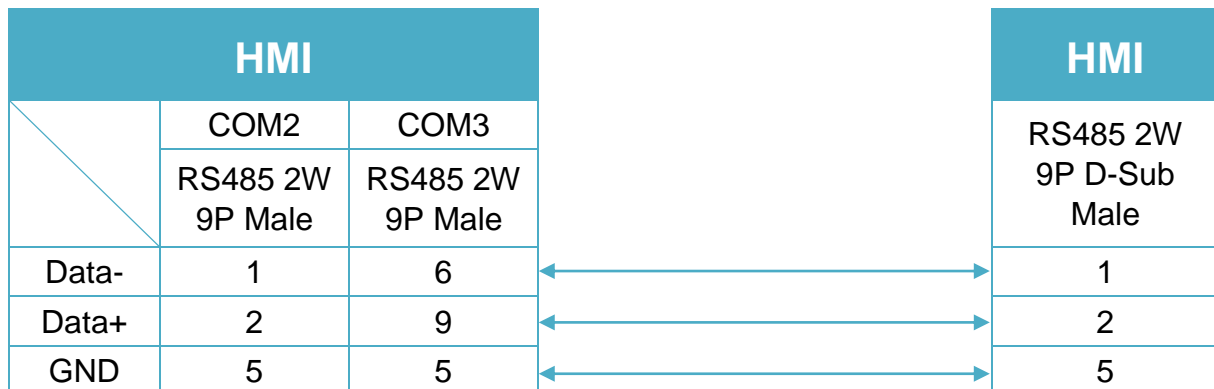 HMI HMI
COM2 COM3
RS485 2W
9P D-Sub
Male
RS485 2W
9P Male
RS485 2W
9P Male
Data- 1 6 1
Data+ 2 9 2
GND 5 5 5